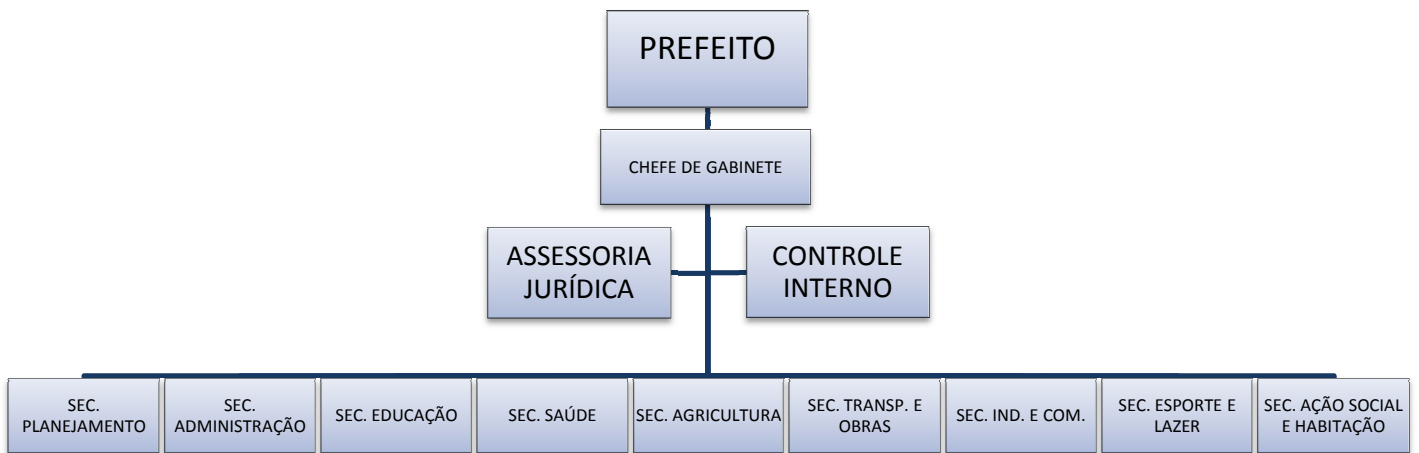 PREFEITO
CHEFE DE GABINETE
ASSESSORIA
JURÍDICA
CONTROLE
INTERNO
SEC.
PLANEJAMENTO
SEC.
ADMINISTRAÇÃO
SEC. EDUCAÇÃO
SEC. SAÚDE
SEC. AGRICULTURA
SEC. TRANSP. E
OBRAS
SEC. IND. E COM.
SEC. ESPORTE E
LAZER
SEC. AÇÃO SOCIAL
E HABITAÇÃO